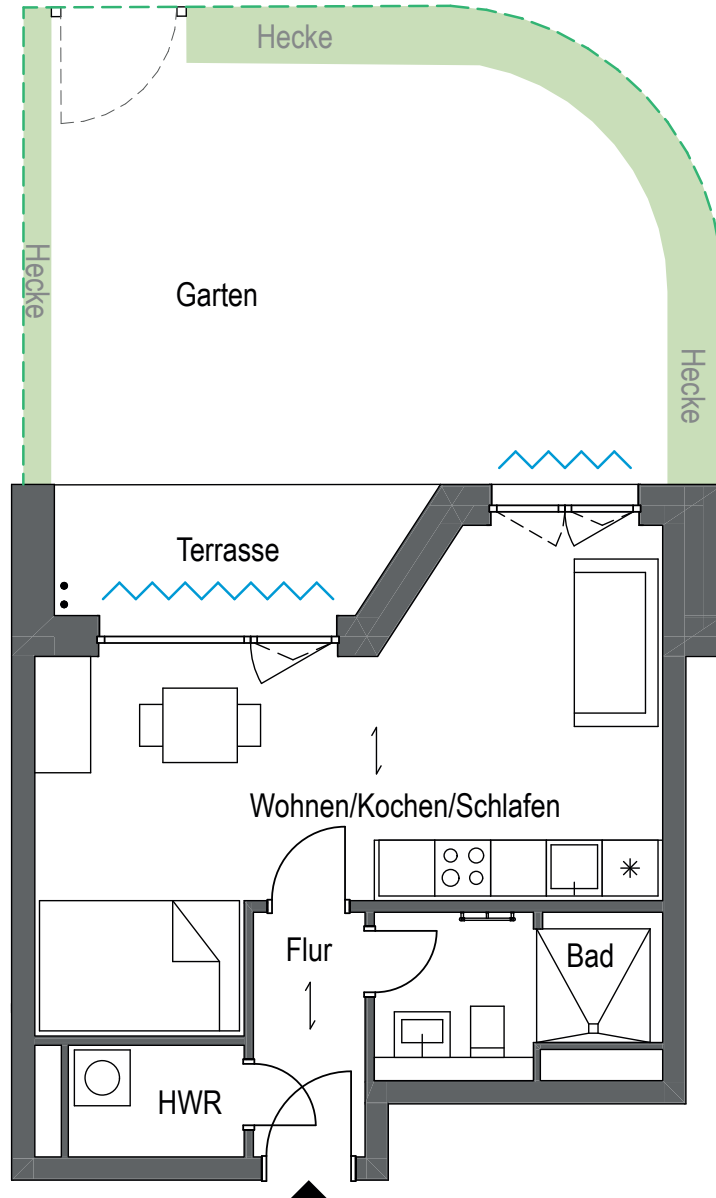 Hecke
Hecke
Garten
Hecke
Terrasse
Wohnen/Kochen/Schlafen
Flur
Bad
HWR